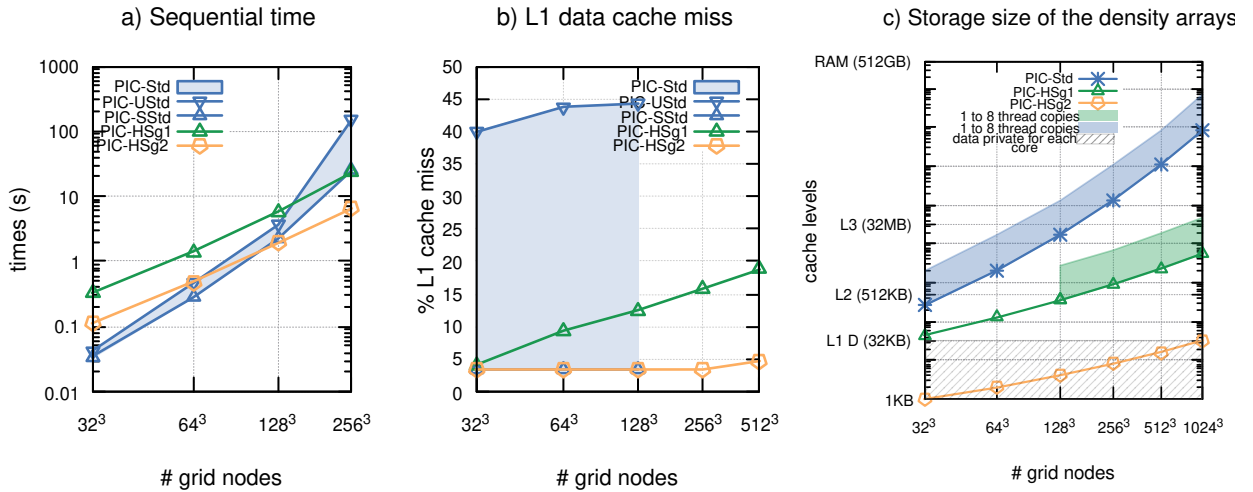 a) Sequential time
1000
100
10
1
0.1
0.01
times (s)
PIC-Std
PIC-UStd
PIC-SStd
PIC-HSg1
PIC-HSg2
32³
64³
128³
256³
# grid nodes
b) L1 data cache miss
50
45
40
35
30
25
20
15
10
5
0
% L1 cache miss
PIC-Std
PIC-UStd
PIC-SStd
PIC-HSg1
PIC-HSg2
32³
64³
128³
256³
512³
# grid nodes
c) Storage size of the density arrays
RAM (512GB)
L3 (32MB)
L2 (512KB)
L1 D (32KB)
1KB
cache levels
PIC-Std
PIC-HSg1
PIC-HSg2
1 to 8 thread copies
1 to 8 thread copies
data private for each
core
32³
64³
128³
256³
512³
1024³
# grid nodes